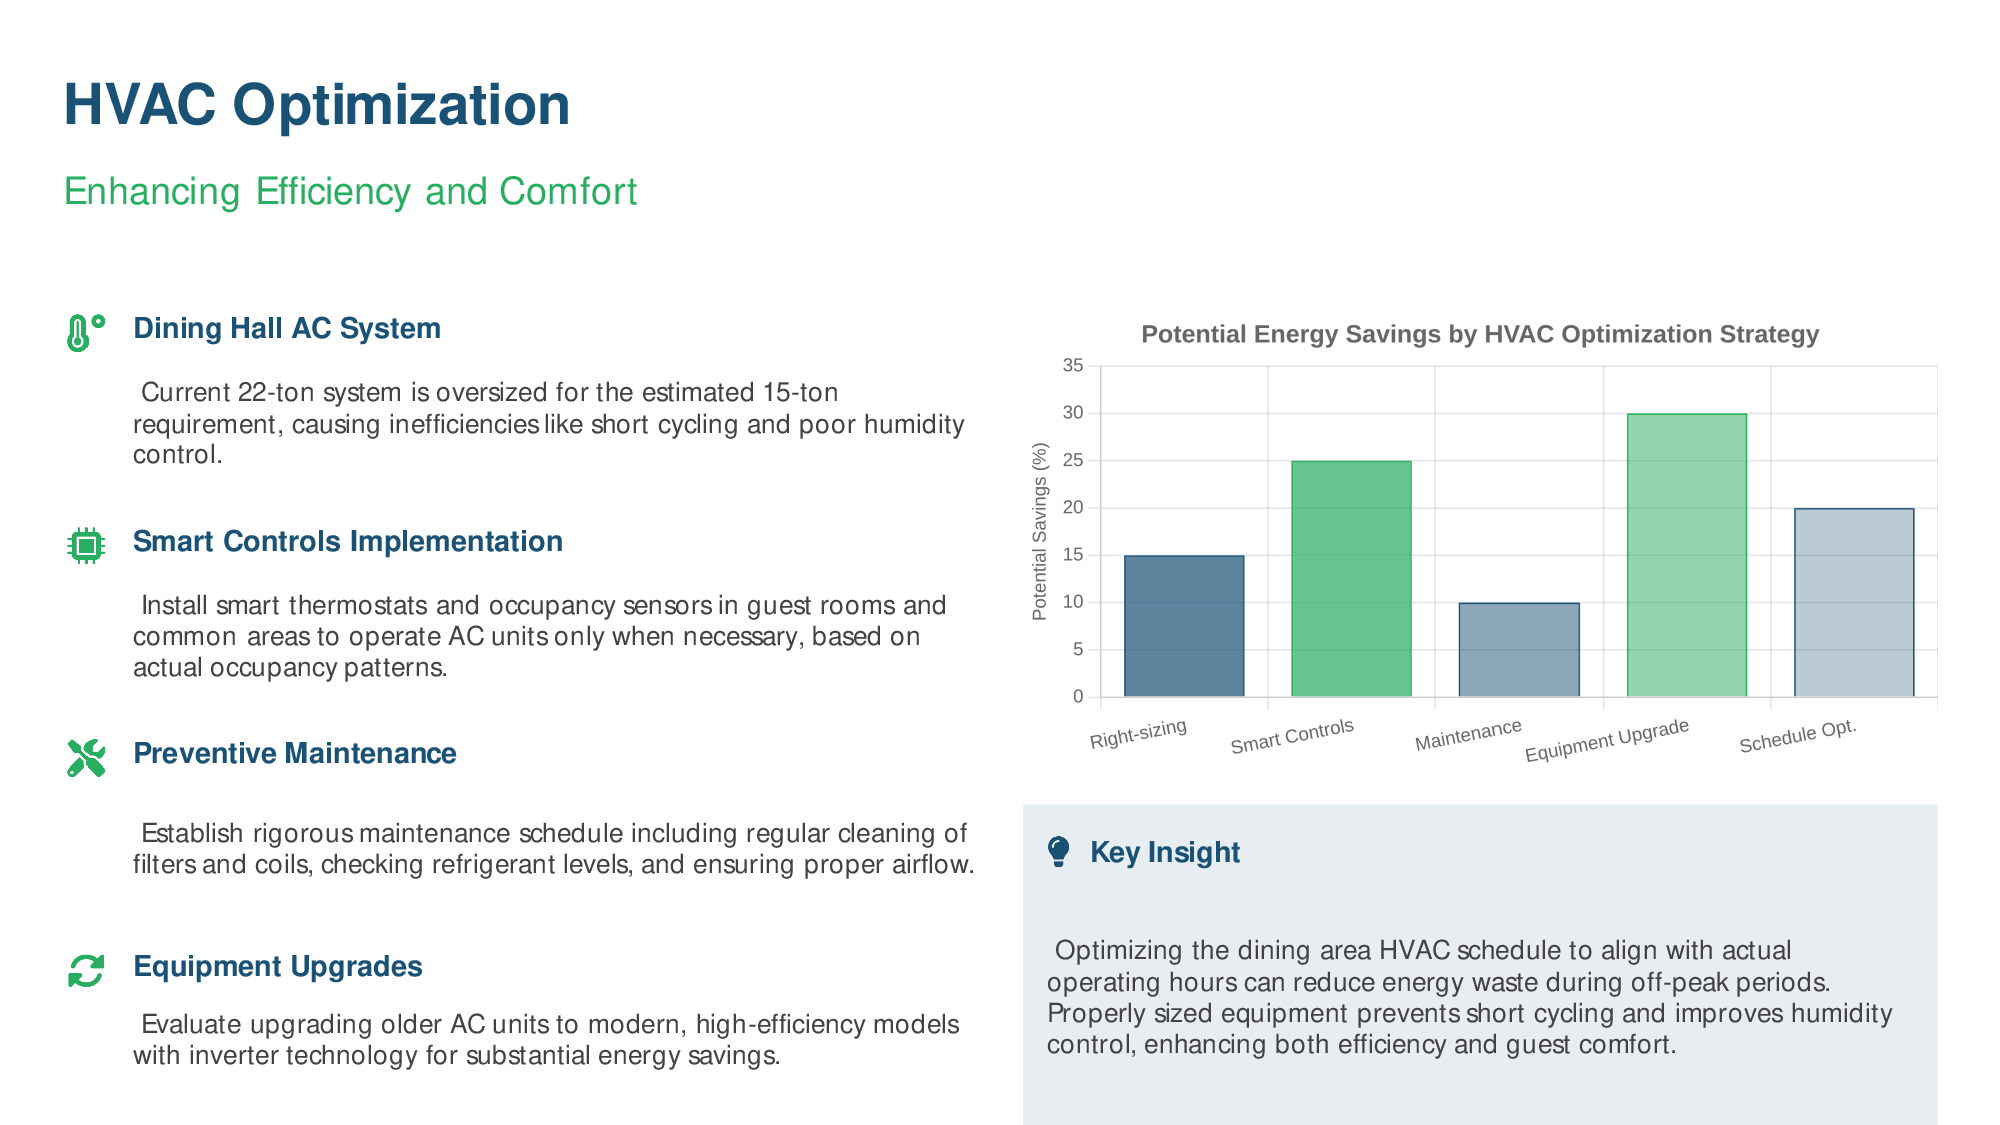 HVAC Optimization
Enhancing Efficiency and Comfort
Dining Hall AC System
Current 22-ton system is oversized for the estimated 15-ton
requirement, causing inefficiencies like short cycling and poor humidity
control.
Smart Controls Implementation
Install smart thermostats and occupancy sensors in guest rooms and
common areas to operate AC units only when necessary, based on
actual occupancy patterns.
Preventive Maintenance
Establish rigorous maintenance schedule including regular cleaning of
filters and coils, checking refrigerant levels, and ensuring proper airflow.
Equipment Upgrades
Evaluate upgrading older AC units to modern, high-efficiency models
with inverter technology for substantial energy savings.
Potential Energy Savings by HVAC Optimization Strategy
Potential Savings (%)
35
30
25
20
15
10
5
0
Right-sizing
Smart Controls
Maintenance
Equipment Upgrade
Schedule Opt.
Key Insight
Optimizing the dining area HVAC schedule to align with actual
operating hours can reduce energy waste during off-peak periods.
Properly sized equipment prevents short cycling and improves humidity
control, enhancing both efficiency and guest comfort.